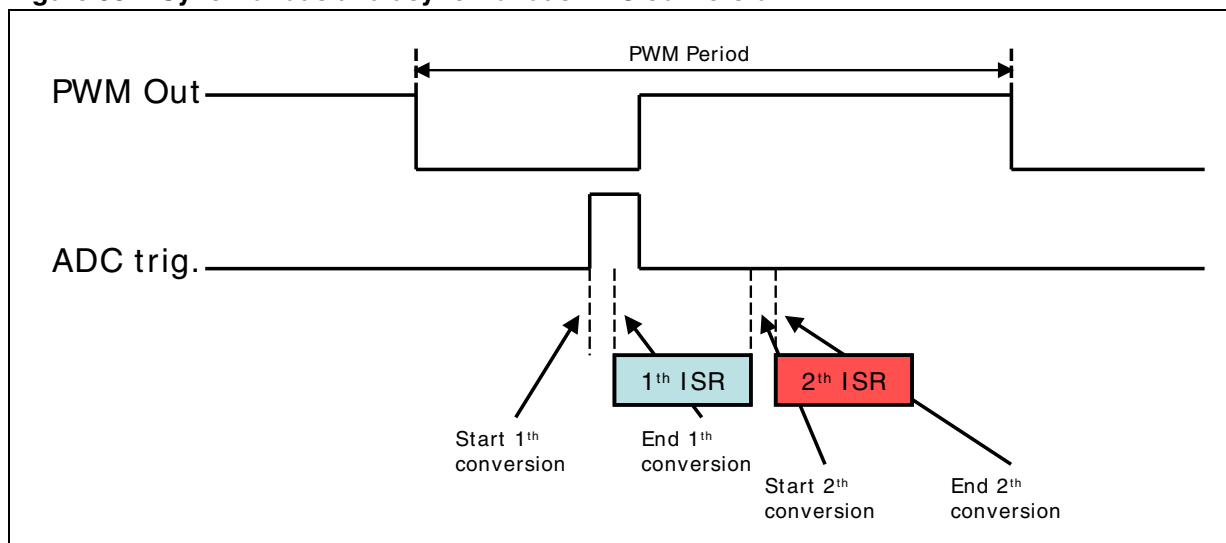 PWM Period
PWM Out
ADC trig.
1th ISR
2th ISR
Start 1th
conversion
End 1th
conversion
Start 2th
conversion
End 2th
conversion